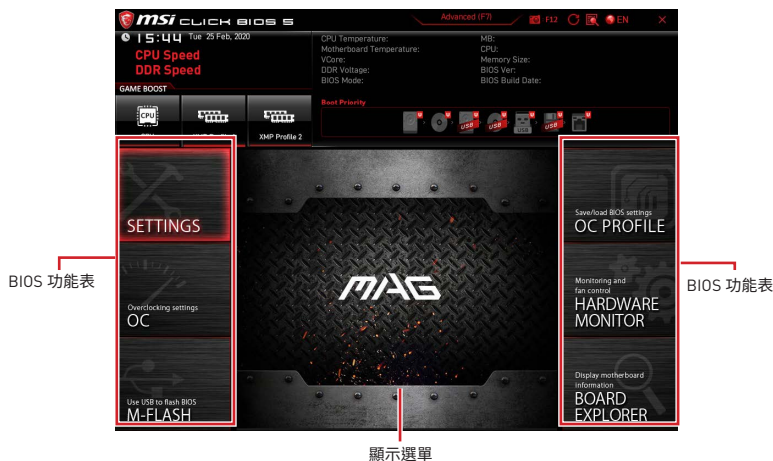 msi CLICK BIOS 5
Advanced (F7)
F12
EN
15:44 Tue 25 Feb, 2020
CPU Speed
DDR Speed
CPU Temperature:
Motherboard Temperature:
VCore:
DDR Voltage:
BIOS Mode:
MB:
CPU:
Memory Size:
BIOS Ver:
BIOS Build Date:
GAME BOOST
CPU
XMP Profile 2
Boot Priority
U U U U U U U
USB USB USB USB
SETTINGS
Overclocking settings
OC
Use USB to flash BIOS
M-FLASH
MAG
Save/load BIOS settings
OC PROFILE
Monitoring and
fan control
HARDWARE
MONITOR
Display motherboard
information
BOARD
EXPLORER
BIOS 功能表
BIOS 功能表
顯示選單